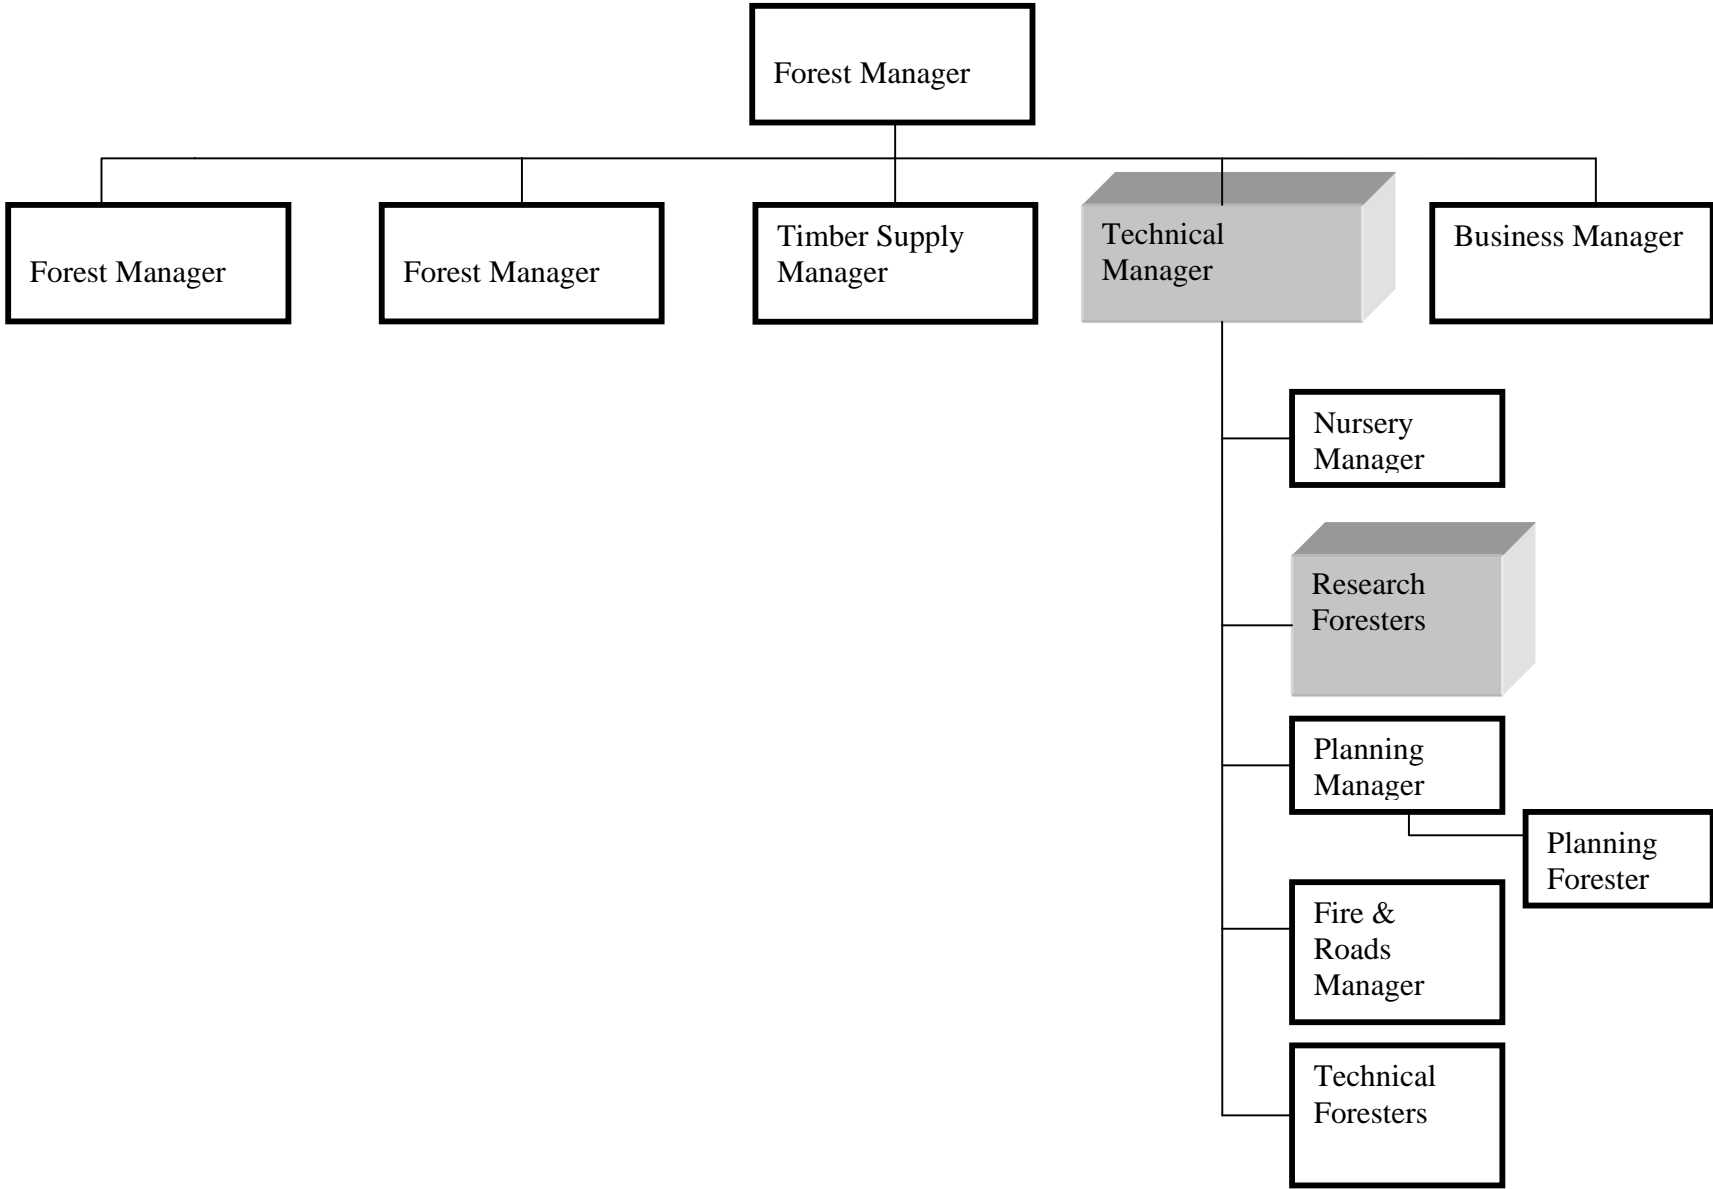 Forest Manager
Forest Manager
Forest Manager
Timber Supply
Manager
Technical
Manager
Business Manager
Nursery
Manager
Research
Foresters
Planning
Manager
Planning
Forester
Fire &
Roads
Manager
Technical
Foresters